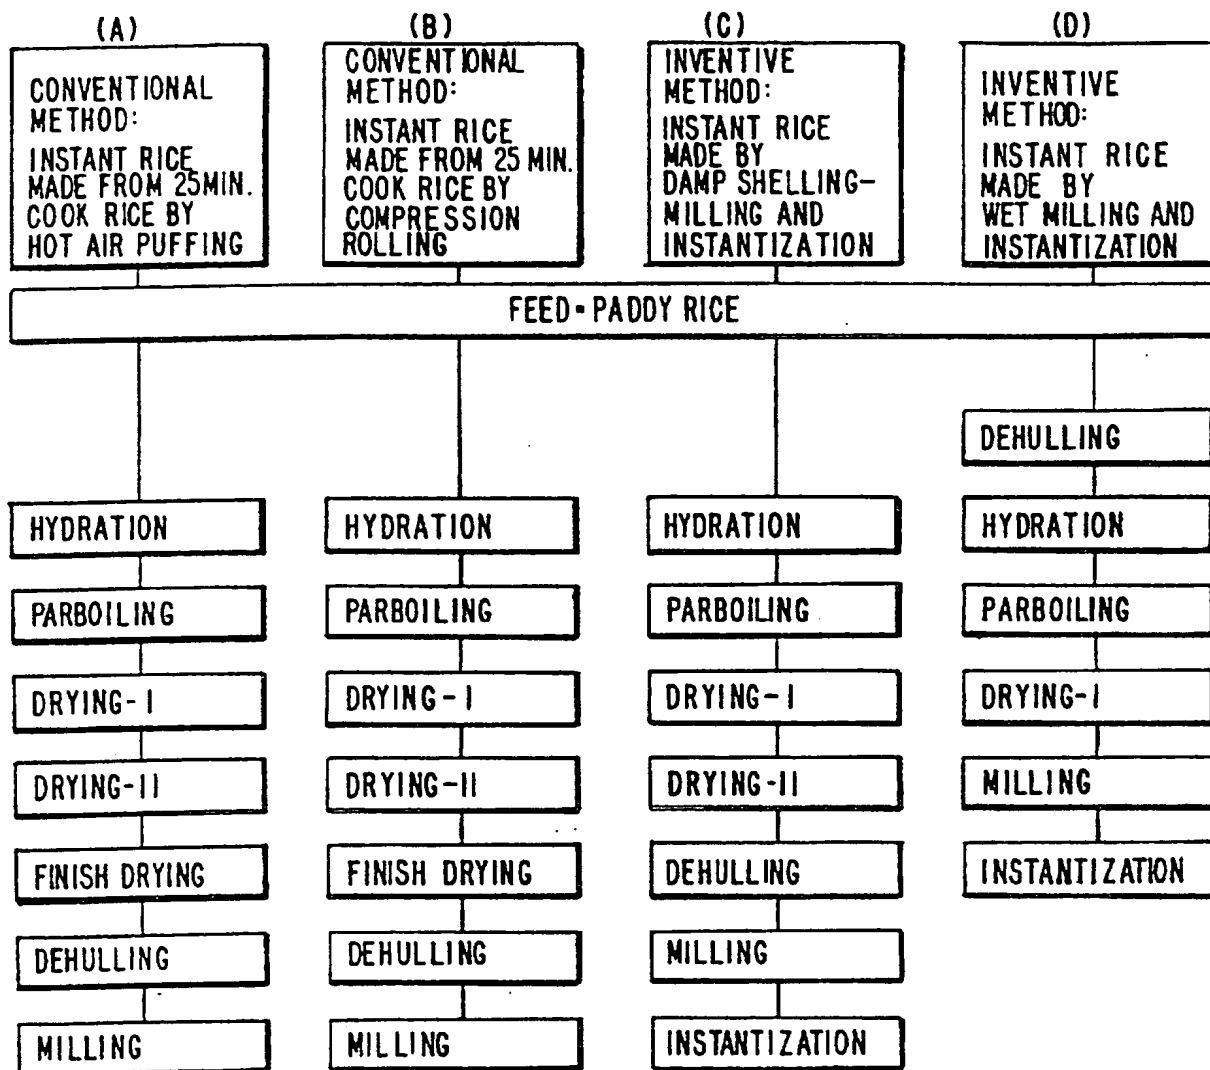 (A)
CONVENTIONAL
METHOD:
INSTANT RICE
MADE FROM 25MIN.
COOK RICE BY
HOT AIR PUFFING
(B)
CONVENTIONAL
METHOD:
INSTANT RICE
MADE FROM 25 MIN.
COOK RICE BY
COMPRESSION
ROLLING
(C)
INVENTIVE
METHOD:
INSTANT RICE
MADE BY
DAMP SHELLING-
MILLING AND
INSTANTIZATION
(D)
INVENTIVE
METHOD:
INSTANT RICE
MADE BY
WET MILLING AND
INSTANTIZATION
FEED-PADDY RICE
HYDRATION
PARBOILING
DRYING-I
DRYING-II
FINISH DRYING
DEHULLING
MILLING
HYDRATION
PARBOILING
DRYING-I
DRYING-II
FINISH DRYING
DEHULLING
MILLING
HYDRATION
PARBOILING
DRYING-I
DRYING-II
DEHULLING
MILLING
INSTANTIZATION
DEHULLING
HYDRATION
PARBOILING
DRYING-I
MILLING
INSTANTIZATION